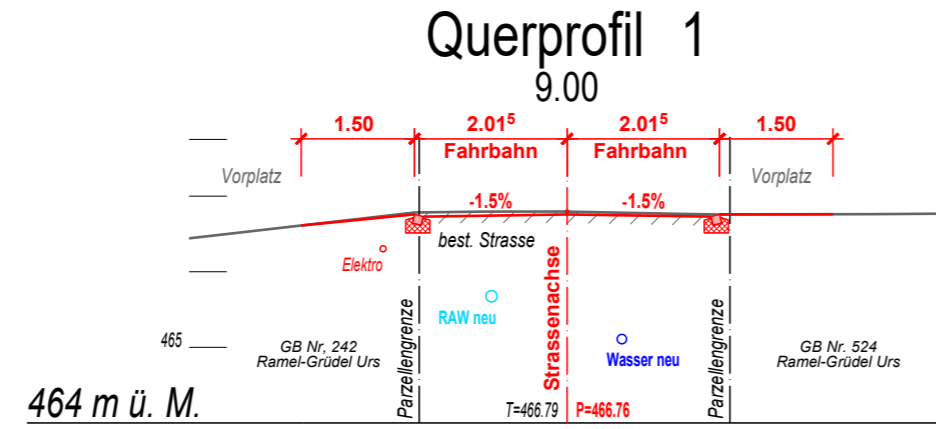 Querprofil 1
9.00
1.50 2.01⁵ 2.01⁵ 1.50
Fahrbahn Fahrbahn
Vorplatz Vorplatz
-1.5% -1.5%
best. Strasse
Elektro
Strassenachse
RAW neu
Parzellengrenze
Parzellengrenze
465
GB Nr, 242
Ramel-Grüdel Urs
Wasser neu
GB Nr. 524
Ramel-Grüdel Urs
464 m ü. M.
T=466.79 P=466.76